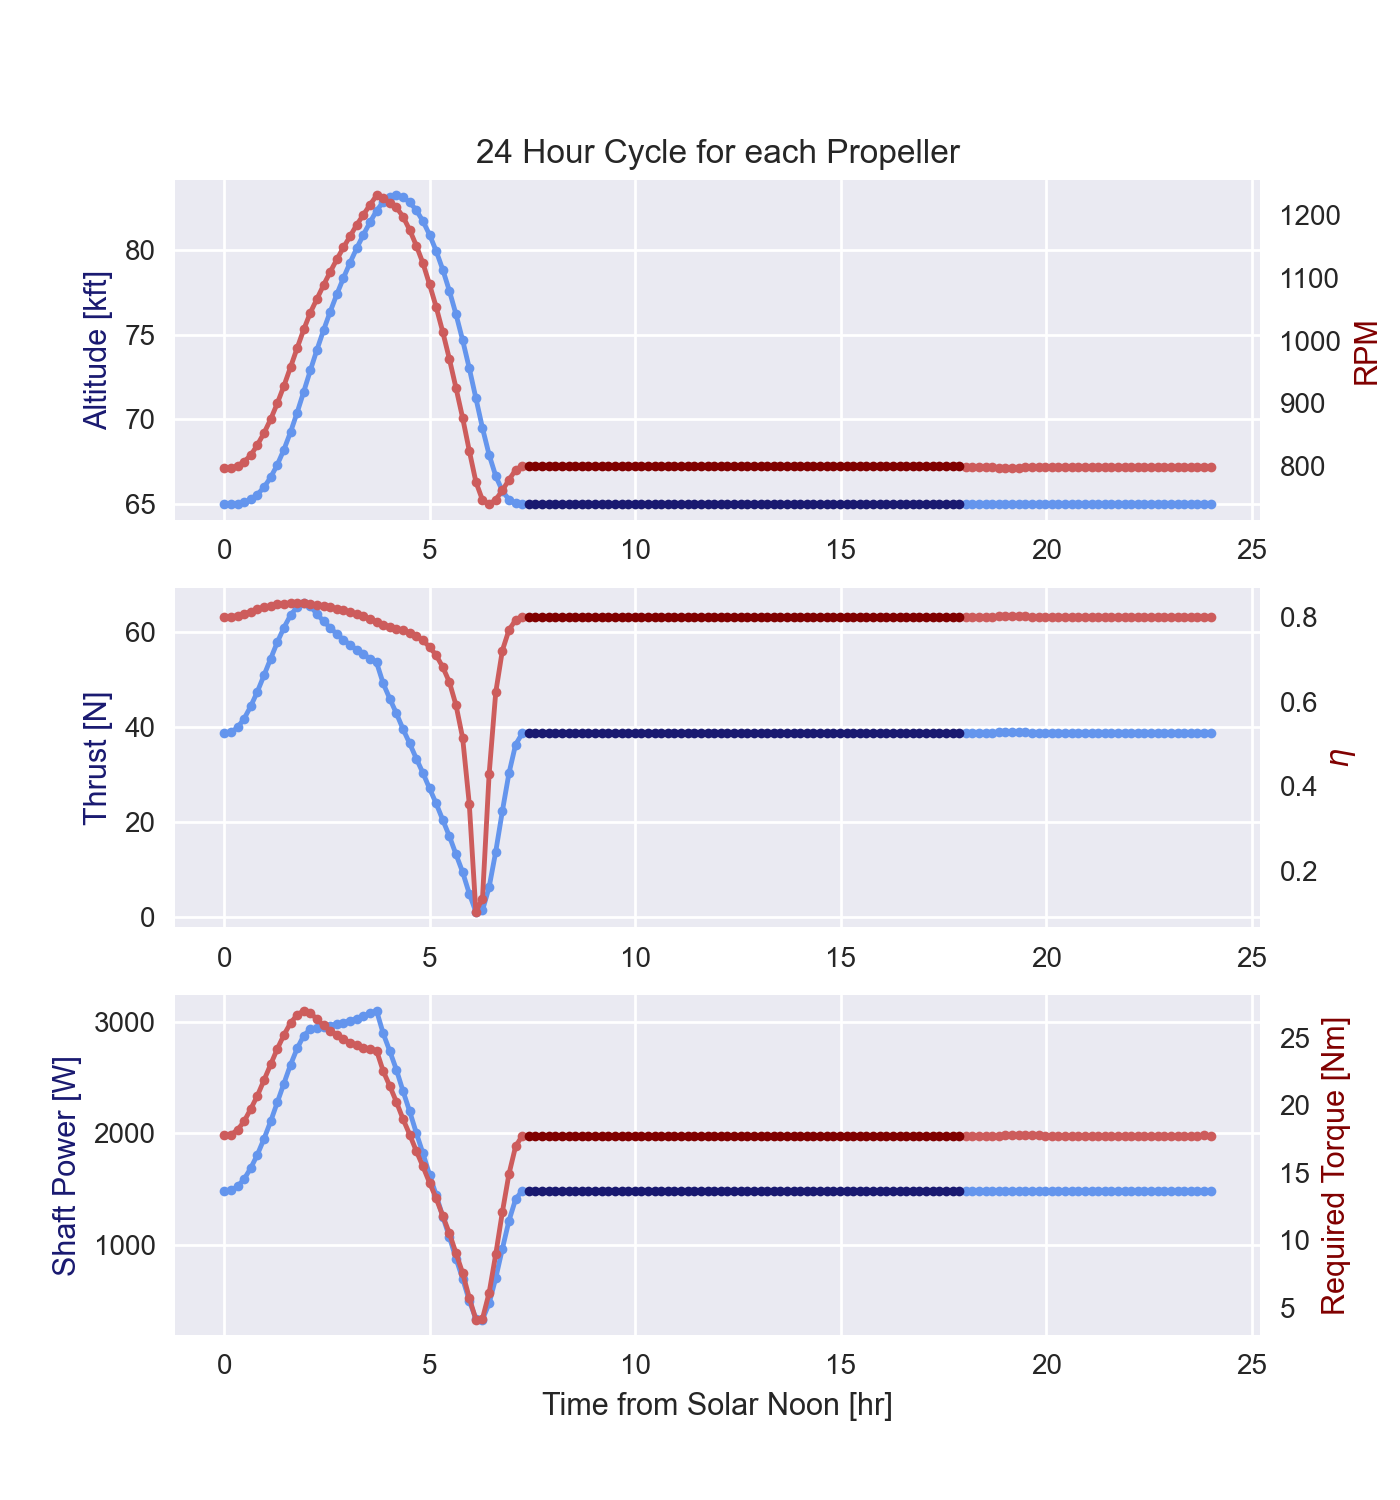 24 Hour Cycle for each Propeller
Altitude [kft]
80
75
70
65
1200
1100
1000
900
800
RPM
0 5 10 15 20 25
Thrust [N]
60
40
20
0
0.8
0.6
0.4
0.2
η
0 5 10 15 20 25
Shaft Power [W]
3000
2000
1000
25
20
15
10
5
Required Torque [Nm]
0 5 10 15 20 25
Time from Solar Noon [hr]